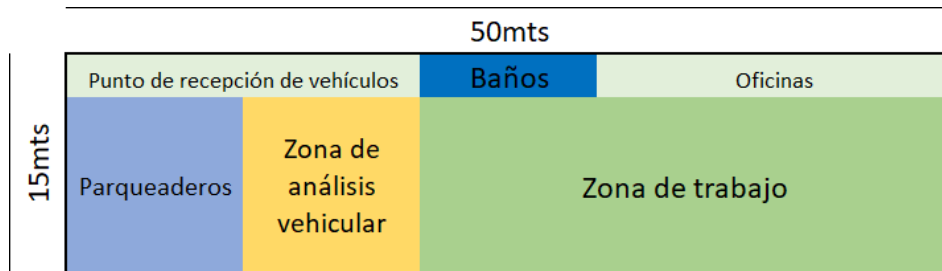 50mts
15mts
Punto de recepción de vehículos
Baños
Oficinas
Parqueaderos
Zona de
análisis
vehicular
Zona de trabajo